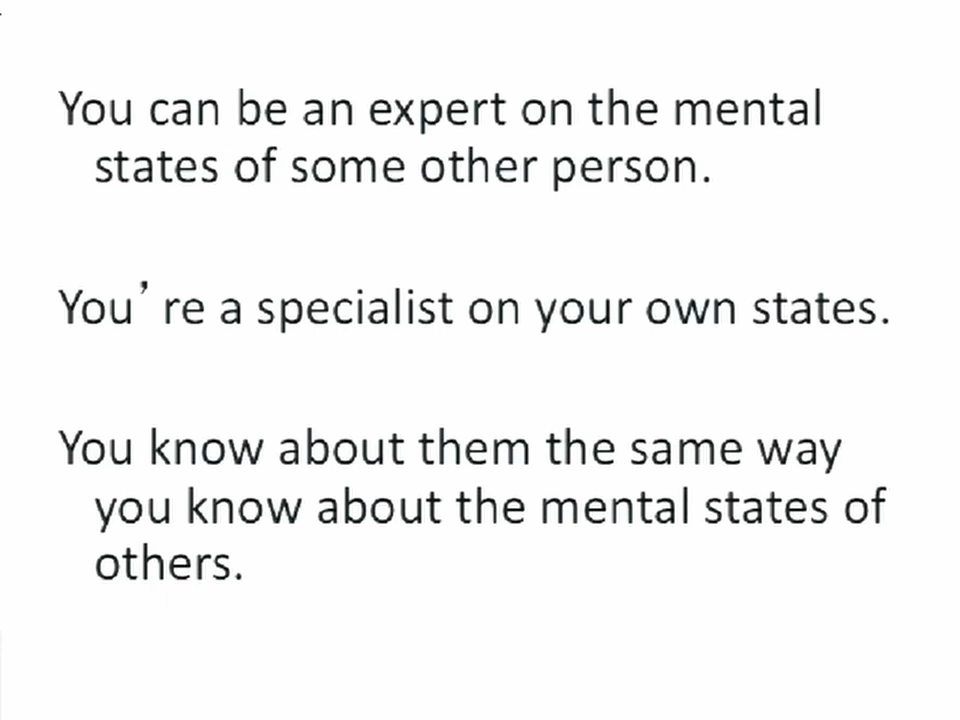 You can be an expert on the mental
states of some other person.
You’ re a specialist on your own states.
You know about them the same way
you know about the mental states of
others.